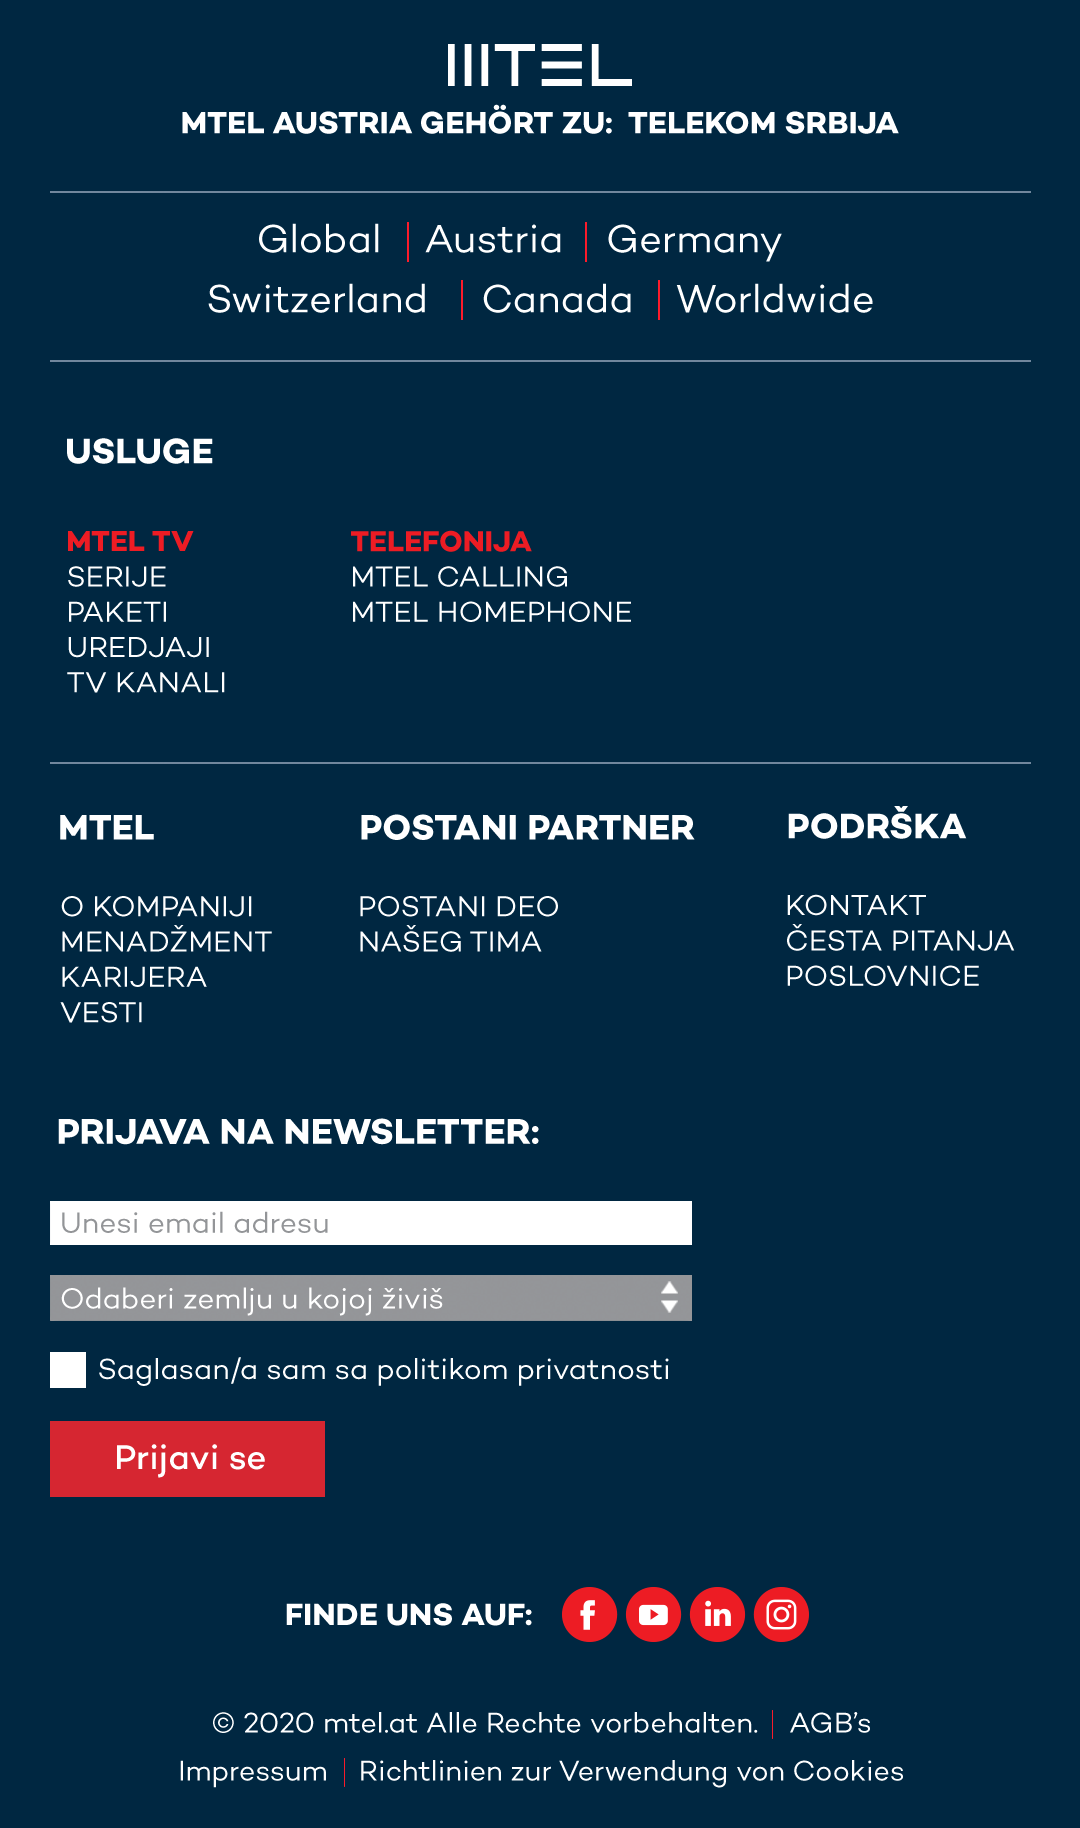 MTEL
MTEL AUSTRIA GEHÖRT ZU: TELEKOM SRBIJA
Global | Austria | Germany
Switzerland | Canada | Worldwide
USLUGE
MTEL TV
SERIJE
PAKETI
UREDJAJI
TV KANALI
TELEFONIJA
MTEL CALLING
MTEL HOMEPHONE
MTEL
O KOMPANIJI
MENADŽMENT
KARIJERA
VESTI
POSTANI PARTNER
POSTANI DEO
NAŠEG TIMA
PODRŠKA
KONTAKT
ČESTA PITANJA
POSLOVNICE
PRIJAVA NA NEWSLETTER:
Unesi email adresu
Odaberi zemlju u kojoj živiš
Saglasan/a sam sa politikom privatnosti
Prijavi se
FINDE UNS AUF:
© 2020 mtel.at Alle Rechte vorbehalten. | AGB’s
Impressum | Richtlinien zur Verwendung von Cookies